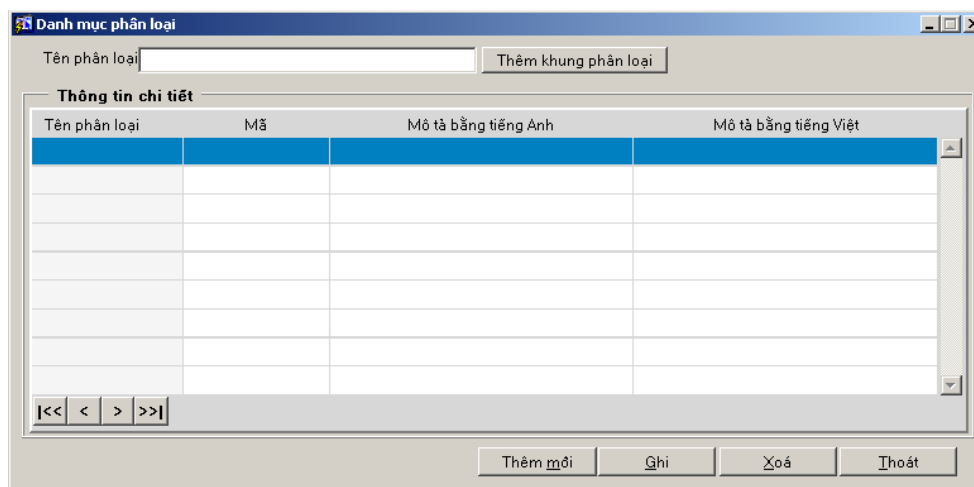 Danh mục phân loại
Tên phân loại Thêm khung phân loại
Thông tin chi tiết
Tên phân loại Mã Mô tả bằng tiếng Anh Mô tả bằng tiếng Việt
|<< < > >>|
Thêm mới Ghi Xoá Thoát